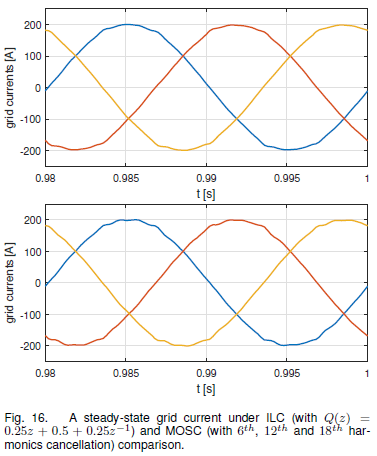 200
100
0
-100
-200
grid currents [A]
0.98 0.985 0.99 0.995 1
t [s]
200
100
0
-100
-200
grid currents [A]
0.98 0.985 0.99 0.995 1
t [s]
Fig. 16. A steady-state grid current under ILC (with Q(z) =
0.25z + 0.5 + 0.25z⁻¹) and MOSC (with 6ᵗʰ, 12ᵗʰ and 18ᵗʰ har-
monics cancellation) comparison.